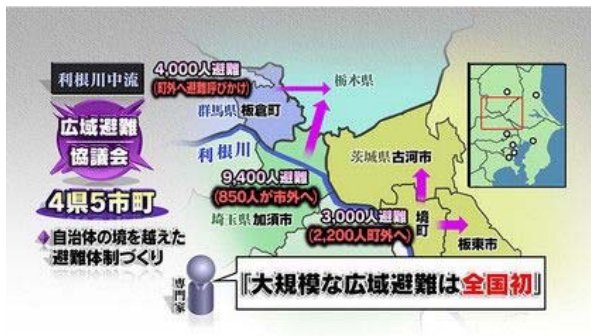 利根川中流
広域避難
協議会
4県5市町
自治体の境を越えた
避難体制づくり
4,000人避難
(町外へ避難呼びかけ)
群馬県 板倉町
栃木県
利根川
茨城県 古河市
9,400人避難
(850人が市外へ)
埼玉県 加須市
3,000人避難
(2,200人町外へ)
境町
板東市
専門家
『大規模な広域避難は全国初』